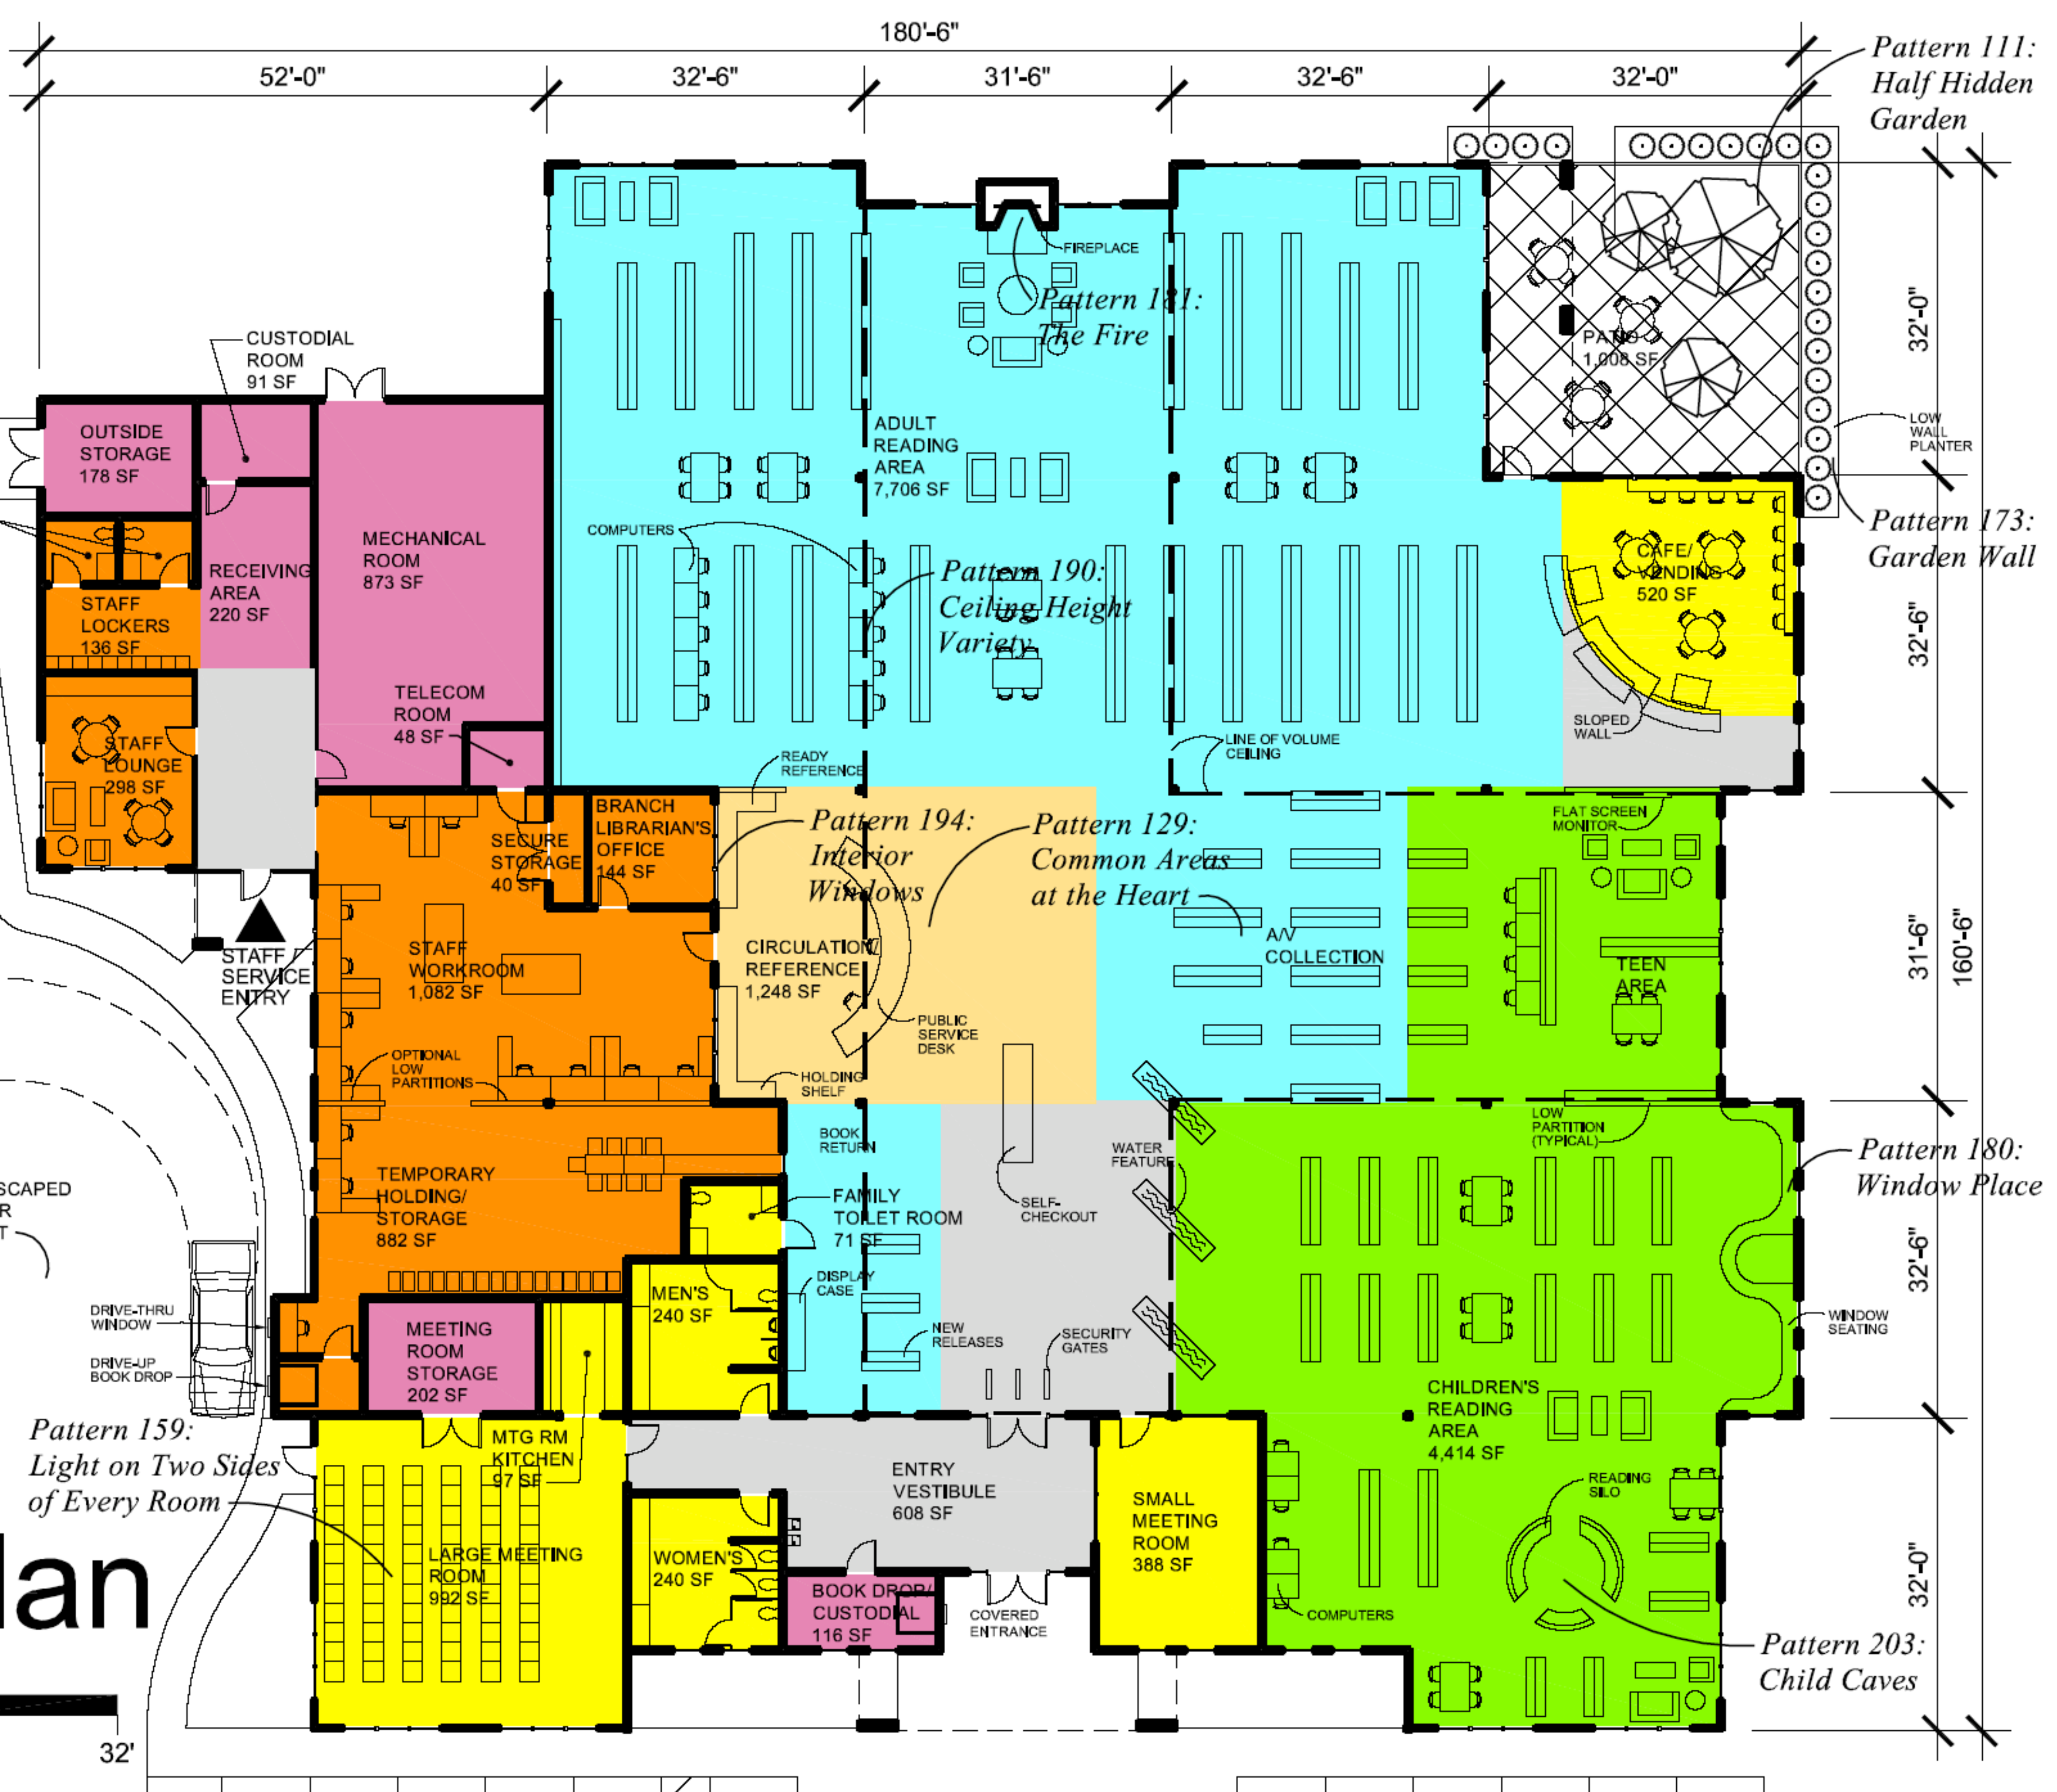 180'-6"
52'-0"
32'-6"
31'-6"
32'-6"
32'-0"
Pattern 111:
Half Hidden
Garden
FIREPLACE
Pattern 181:
The Fire
32'-0"
CUSTODIAL
ROOM
91 SF
PATIO
1,008 SF
OUTSIDE
STORAGE
178 SF
ADULT
READING
AREA
7,706 SF
LOW
WALL
PLANTER
COMPUTERS
Pattern 173:
Garden Wall
MECHANICAL
ROOM
873 SF
RECEIVING
AREA
220 SF
Pattern 190:
Ceiling Height
Variety
CAFE/
VENDING
520 SF
STAFF
LOCKERS
136 SF
32'-6"
TELECOM
ROOM
48 SF
STAFF
LOUNGE
298 SF
SLOPED
WALL
LINE OF VOLUME
CEILING
READY
REFERENCE
BRANCH
LIBRARIAN'S
OFFICE
144 SF
SECURE
STORAGE
40 SF
Pattern 194:
Interior
Windows
Pattern 129:
Common Areas
at the Heart
FLAT SCREEN
MONITOR
STAFF
WORKROOM
1,082 SF
CIRCULATION/
REFERENCE
1,248 SF
A/V
COLLECTION
TEEN
AREA
31'-6"
160'-6"
STAFF /
SERVICE
ENTRY
PUBLIC
SERVICE
DESK
OPTIONAL
LOW
PARTITIONS
HOLDING
SHELF
BOOK
RETURN
WATER
FEATURE
LOW
PARTITION
(TYPICAL)
Pattern 180:
Window Place
SCAPED
R
T
TEMPORARY
HOLDING/
STORAGE
882 SF
FAMILY
TOILET ROOM
71 SF
SELF-
CHECKOUT
32'-6"
DISPLAY
CASE
MEN'S
240 SF
DRIVE-THRU
WINDOW
DRIVE-UP
BOOK DROP
MEETING
ROOM
STORAGE
202 SF
NEW
RELEASES
SECURITY
GATES
WINDOW
SEATING
CHILDREN'S
READING
AREA
4,414 SF
Pattern 159:
Light on Two Sides
of Every Room
MTG RM
KITCHEN
97 SF
ENTRY
VESTIBULE
608 SF
READING
SILO
SMALL
MEETING
ROOM
388 SF
LARGE MEETING
ROOM
992 SF
WOMEN'S
240 SF
BOOK DROP/
CUSTODIAL
116 SF
COVERED
ENTRANCE
COMPUTERS
32'-0"
Pattern 203:
Child Caves
lan
32'